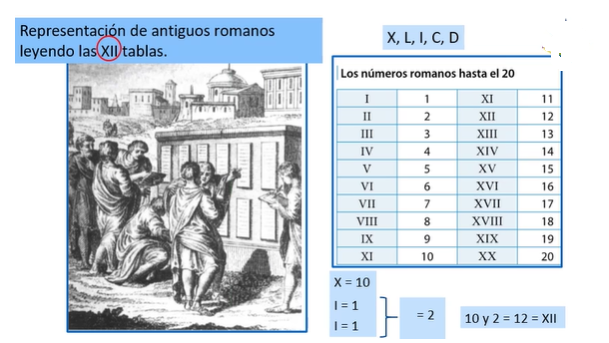 Representación de antiguos romanos
leyendo las XII tablas.
X, L, I, C, D
Los números romanos hasta el 20
I 1 XI 11
II 2 XII 12
III 3 XIII 13
IV 4 XIV 14
V 5 XV 15
VI 6 XVI 16
VII 7 XVII 17
VIII 8 XVIII 18
IX 9 XIX 19
XI 10 XX 20
X = 10
I = 1
I = 1
= 2
10 y 2 = 12 = XII